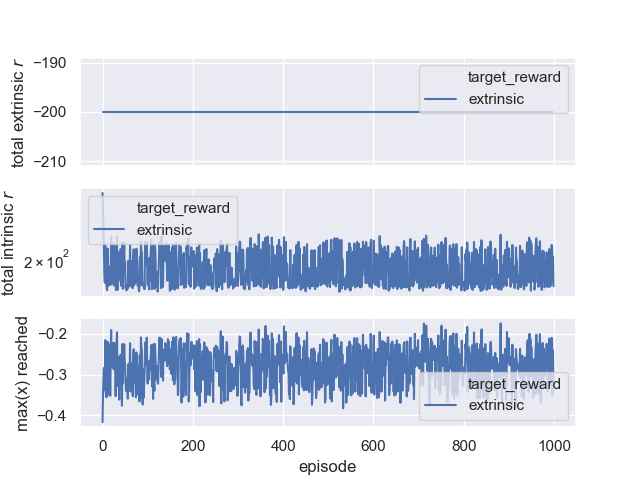 total extrinsic r
−190
−200
−210
target_reward
extrinsic
total intrinsic r
2 × 10²
target_reward
extrinsic
max(x) reached
−0.2
−0.3
−0.4
target_reward
extrinsic
0 200 400 600 800 1000
episode